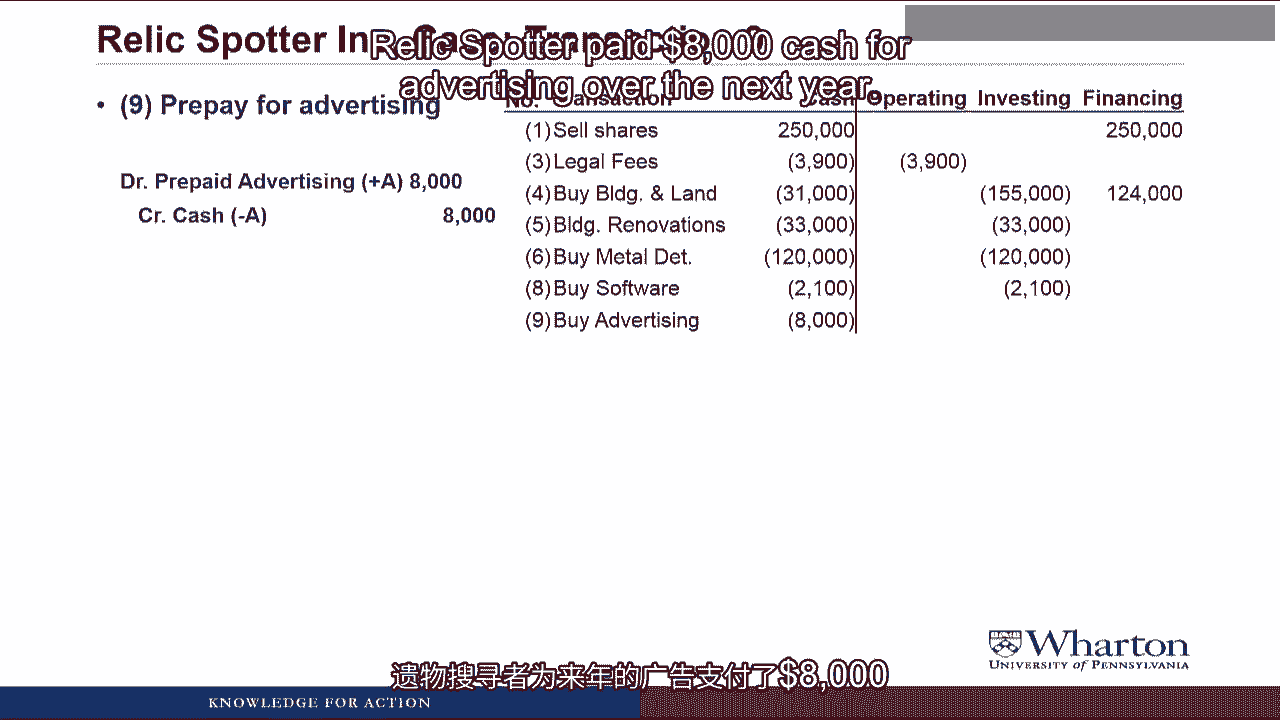 Relic Spotter In
Relic Spotter paid $8,000 cash for
advertising over the next year.
• (9) Prepay for advertising
No. Transaction Cash Operating Investing Financing
(1) Sell shares 250,000 250,000
(3) Legal Fees (3,900) (3,900)
(4) Buy Bldg. & Land (31,000) (155,000) 124,000
(5) Bldg. Renovations (33,000) (33,000)
(6) Buy Metal Det. (120,000) (120,000)
(8) Buy Software (2,100) (2,100)
(9) Buy Advertising (8,000)
Dr. Prepaid Advertising (+A) 8,000
Cr. Cash (-A) 8,000
Wharton
UNIVERSITY of PENNSYLVANIA
遗物搜寻者为来年的广告支付了$8,000
KNOWLEDGE FOR ACTION